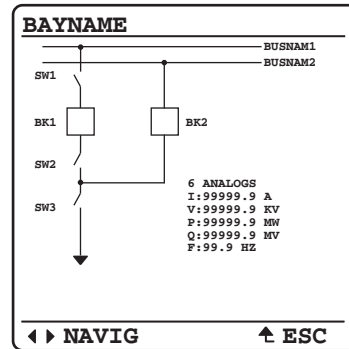 BAYNAME
BUSNAM1
BUSNAM2
SW1
BK1
BK2
SW2
SW3
6 ANALOGS
I:99999.9 A
V:99999.9 KV
P:99999.9 MW
Q:99999.9 MV
F:99.9 HZ
NAVIG
ESC